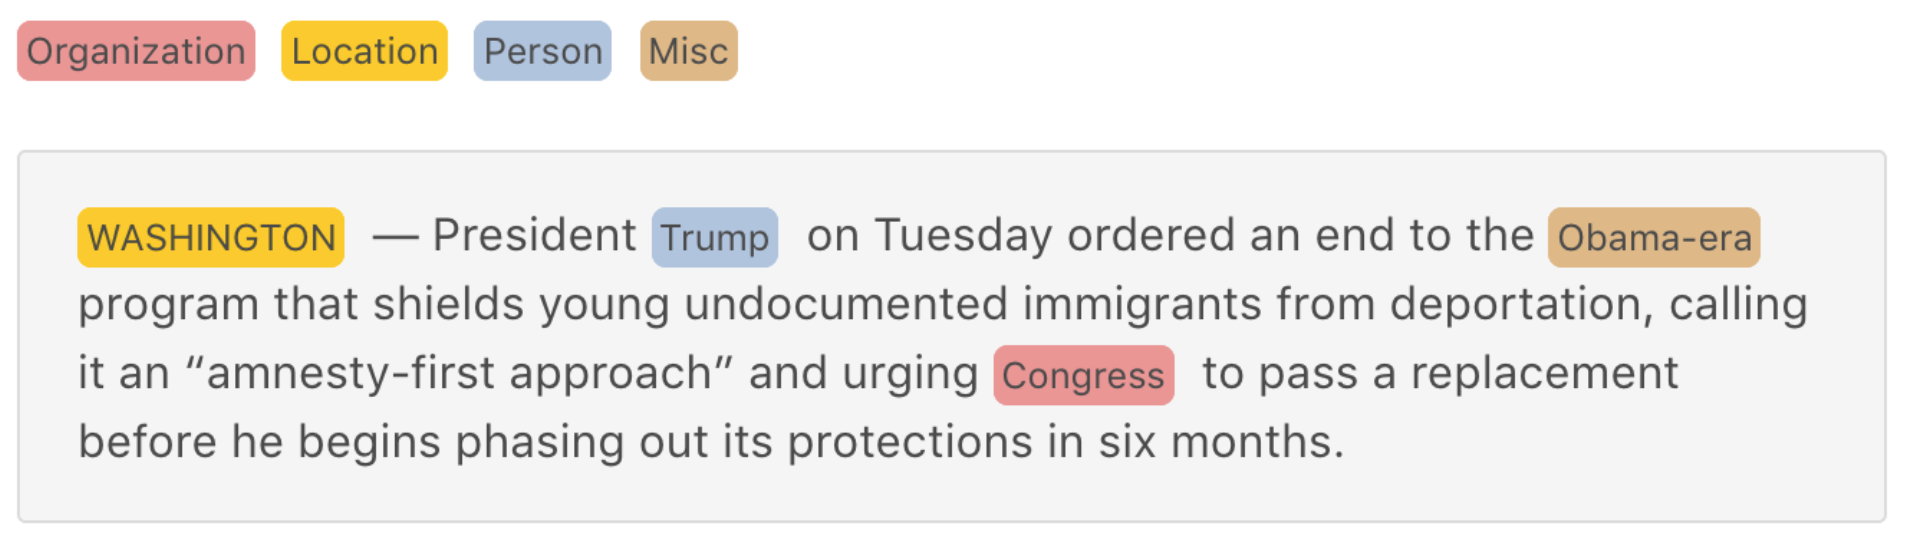 Organization Location Person Misc
WASHINGTON — President Trump on Tuesday ordered an end to the Obama-era
program that shields young undocumented immigrants from deportation, calling
it an “amnesty-first approach” and urging Congress to pass a replacement
before he begins phasing out its protections in six months.